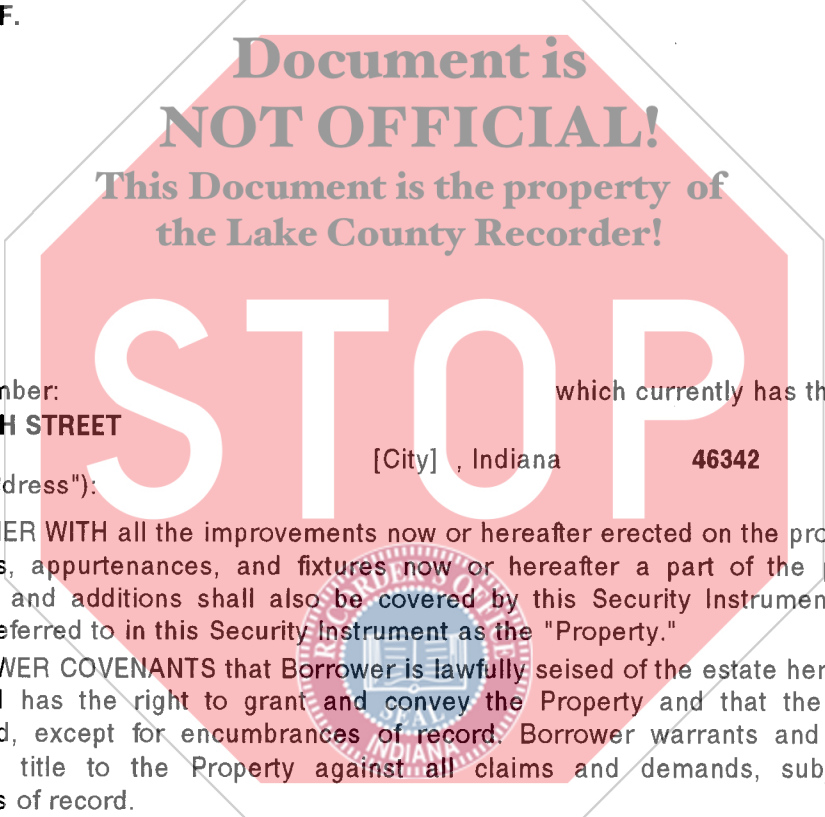 F.
Document is
NOT OFFICIAL!
This Document is the property of
the Lake County Recorder!
STOP
mber: which currently has th
H STREET
[City] , Indiana 46342
dress"):
ER WITH all the improvements now or hereafter erected on the pro
s, appurtenances, and fixtures now or hereafter a part of the
and additions shall also be covered by this Security Instrumen
eferred to in this Security Instrument as the "Property."
WER COVENANTS that Borrower is lawfully seised of the estate her
has the right to grant and convey the Property and that the
d, except for encumbrances of record. Borrower warrants and
title to the Property against all claims and demands, sub
s of record.
RECORDER'S OFFICE
SEAL
INDIANA